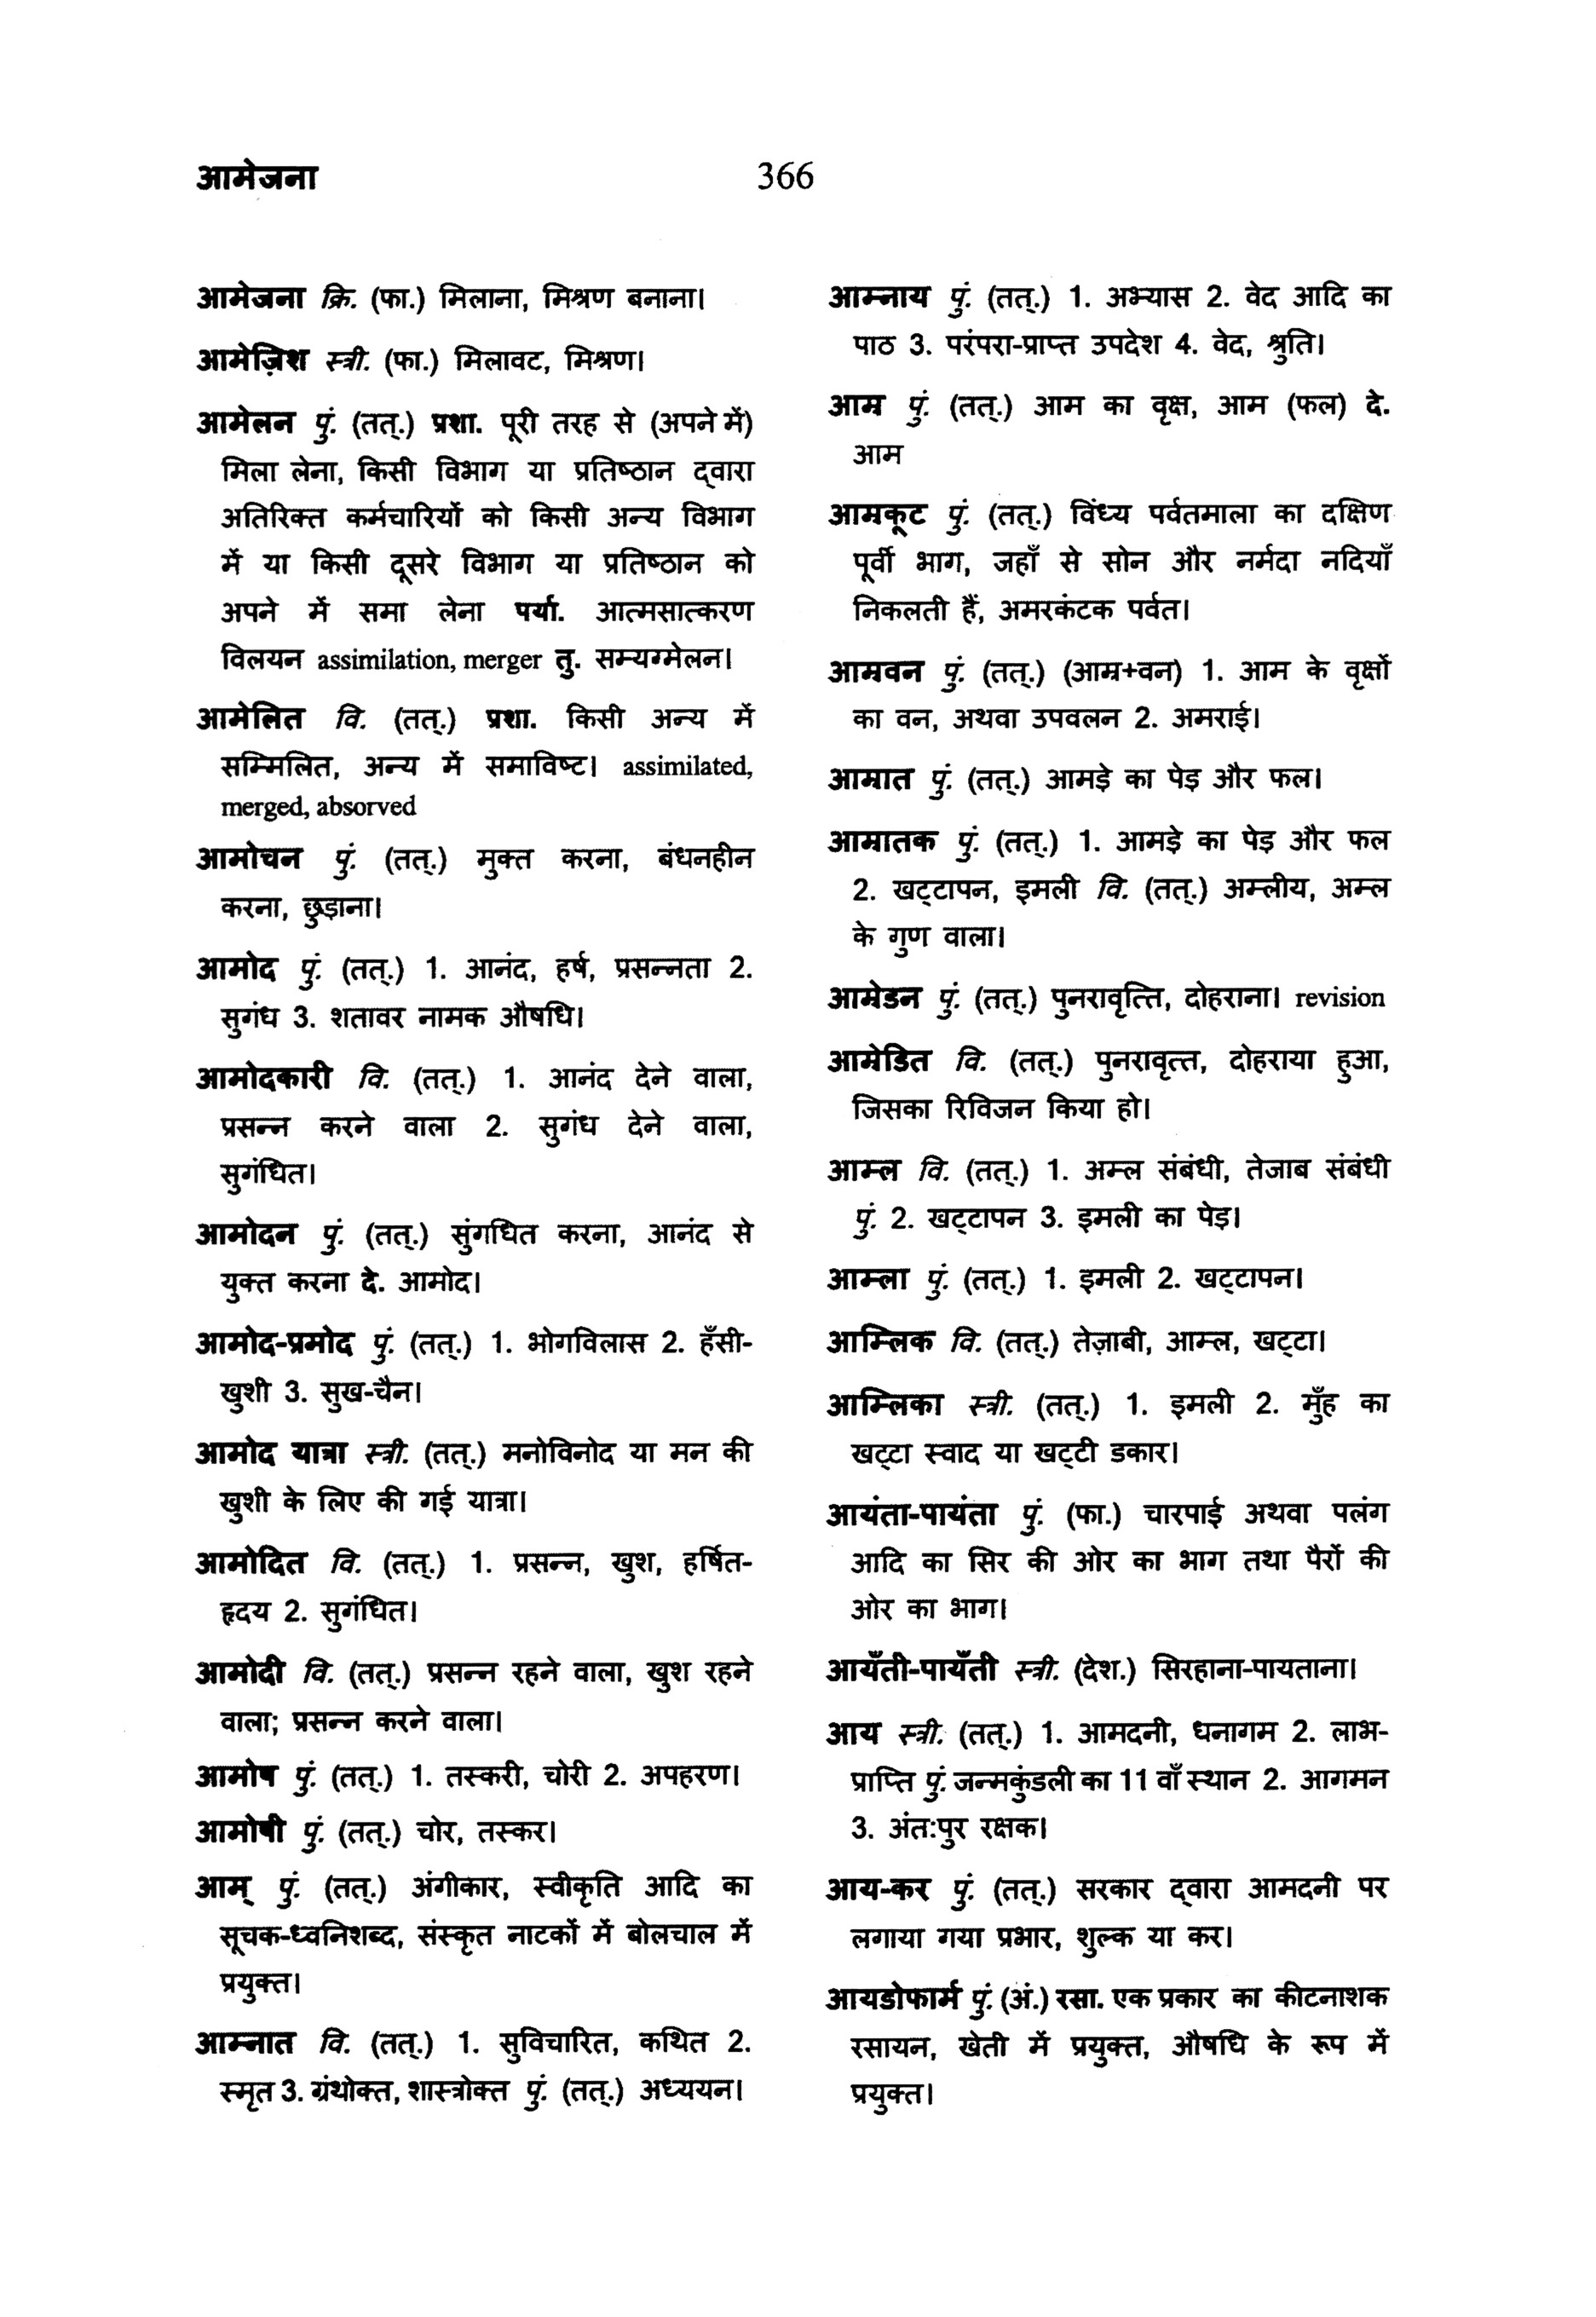 आमेजना
366
आमेजना क्रि. (फा.) मिलाना, मिश्रण बनाना।
आमेज़िश स्त्री. (फा.) मिलावट, मिश्रण।
आमेलन पुं. (तत्.) प्रशा. पूरी तरह से (अपने में)
मिला लेना, किसी विभाग या प्रतिष्ठान द्वारा
अतिरिक्त कर्मचारियों को किसी अन्य विभाग
में या किसी दूसरे विभाग या प्रतिष्ठान को
अपने में समा लेना पर्या. आत्मसात्करण
विलयन assimilation, merger तु. सम्यग्मेलन।
आमेलित वि. (तत्.) प्रशा. किसी अन्य में
सम्मिलित, अन्य में समाविष्ट। assimilated,
merged, absorved
आमोचन पुं. (तत्.) मुक्त करना, बंधनहीन
करना, छुड़ाना।
आमोद पुं. (तत्.) 1. आनंद, हर्ष, प्रसन्नता 2.
सुगंध 3. शतावर नामक औषधि।
आमोदकारी वि. (तत्.) 1. आनंद देने वाला,
प्रसन्न करने वाला 2. सुगंध देने वाला,
सुगंधित।
आमोदन पुं. (तत्.) सुंगधित करना, आनंद से
युक्त करना दे. आमोद।
आमोद-प्रमोद पुं. (तत्.) 1. भोगविलास 2. हँसी-
खुशी 3. सुख-चैन।
आमोद यात्रा स्त्री. (तत्.) मनोविनोद या मन की
खुशी के लिए की गई यात्रा।
आमोदित वि. (तत्.) 1. प्रसन्न, खुश, हर्षित-
हृदय 2. सुगंधित।
आमोदी वि. (तत्.) प्रसन्न रहने वाला, खुश रहने
वाला; प्रसन्न करने वाला।
आमोष पुं. (तत्.) 1. तस्करी, चोरी 2. अपहरण।
आमोषी पुं. (तत्.) चोर, तस्कर।
आम् पुं. (तत्.) अंगीकार, स्वीकृति आदि का
सूचक-ध्वनिशब्द, संस्कृत नाटकों में बोलचाल में
प्रयुक्त।
आम्नात वि. (तत्.) 1. सुविचारित, कथित 2.
स्मृत 3. ग्रंथोक्त, शास्त्रोक्त पुं. (तत्.) अध्ययन।
आम्नाय पुं. (तत्.) 1. अभ्यास 2. वेद आदि का
पाठ 3. परंपरा-प्राप्त उपदेश 4. वेद, श्रुति।
आम्र पुं. (तत्.) आम का वृक्ष, आम (फल) दे.
आम
आम्रकूट पुं. (तत्.) विंध्य पर्वतमाला का दक्षिण
पूर्वी भाग, जहाँ से सोन और नर्मदा नदियाँ
निकलती हैं, अमरकंटक पर्वत।
आम्रवन पुं. (तत्.) (आम्र+वन) 1. आम के वृक्षों
का वन, अथवा उपवलन 2. अमराई।
आम्रात पुं. (तत्.) आमड़े का पेड़ और फल।
आम्रातक पुं. (तत्.) 1. आमड़े का पेड़ और फल
2. खट्टापन, इमली वि. (तत्.) अम्लीय, अम्ल
के गुण वाला।
आम्रेडन पुं. (तत्.) पुनरावृत्ति, दोहराना। revision
आम्रेडित वि. (तत्.) पुनरावृत्त, दोहराया हुआ,
जिसका रिविजन किया हो।
आम्ल वि. (तत्.) 1. अम्ल संबंधी, तेजाब संबंधी
पुं. 2. खट्टापन 3. इमली का पेड़।
आम्ला पुं. (तत्.) 1. इमली 2. खट्टापन।
आम्लिक वि. (तत्.) तेज़ाबी, आम्ल, खट्टा।
आम्लिका स्त्री. (तत्.) 1. इमली 2. मुँह का
खट्टा स्वाद या खट्टी डकार।
आयंता-पायंता पुं. (फा.) चारपाई अथवा पलंग
आदि का सिर की ओर का भाग तथा पैरों की
ओर का भाग।
आयँती-पायँती स्त्री. (देश.) सिरहाना-पायताना।
आय स्त्री. (तत्.) 1. आमदनी, धनागम 2. लाभ-
प्राप्ति पुं. जन्मकुंडली का 11 वाँ स्थान 2. आगमन
3. अंतःपुर रक्षक।
आय-कर पुं. (तत्.) सरकार द्वारा आमदनी पर
लगाया गया प्रभार, शुल्क या कर।
आयडोफार्म पुं. (अं.) रसा. एक प्रकार का कीटनाशक
रसायन, खेती में प्रयुक्त, औषधि के रूप में
प्रयुक्त।